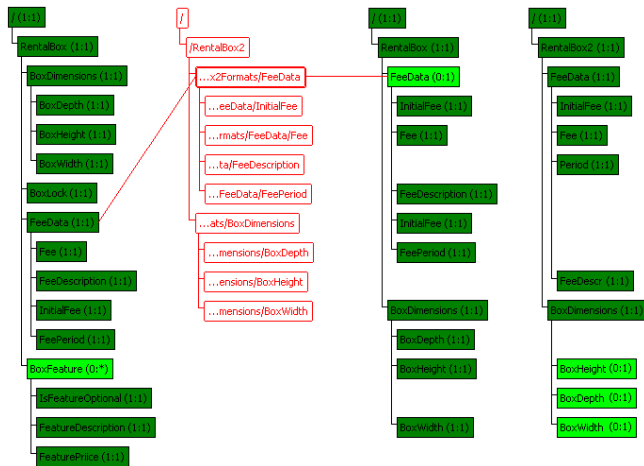 / (1:1)
RentalBox (1:1)
BoxDimensions (1:1)
BoxDepth (1:1)
BoxHeight (1:1)
BoxWidth (1:1)
BoxLock (1:1)
FeeData (1:1)
Fee (1:1)
FeeDescription (1:1)
InitialFee (1:1)
FeePeriod (1:1)
BoxFeature (0:*)
IsFeatureOptional (1:1)
FeatureDescription (1:1)
FeaturePrice (1:1)
/
/RentalBox2
...x2Formats/FeeData
...eeData/InitialFee
...rmats/FeeData/Fee
...ta/FeeDescription
...FeeData/FeePeriod
...ats/BoxDimensions
...mensions/BoxDepth
...ensions/BoxHeight
...mensions/BoxWidth
/ (1:1)
RentalBox (1:1)
FeeData (0:1)
InitialFee (1:1)
Fee (1:1)
FeeDescription (1:1)
InitialFee (1:1)
FeePeriod (1:1)
BoxDimensions (1:1)
BoxDepth (1:1)
BoxHeight (1:1)
BoxWidth (1:1)
/ (1:1)
RentalBox2 (1:1)
FeeData (1:1)
InitialFee (1:1)
Fee (1:1)
Period (1:1)
FeeDescr (1:1)
BoxDimensions (1:1)
BoxHeight (0:1)
BoxDepth (0:1)
BoxWidth (0:1)